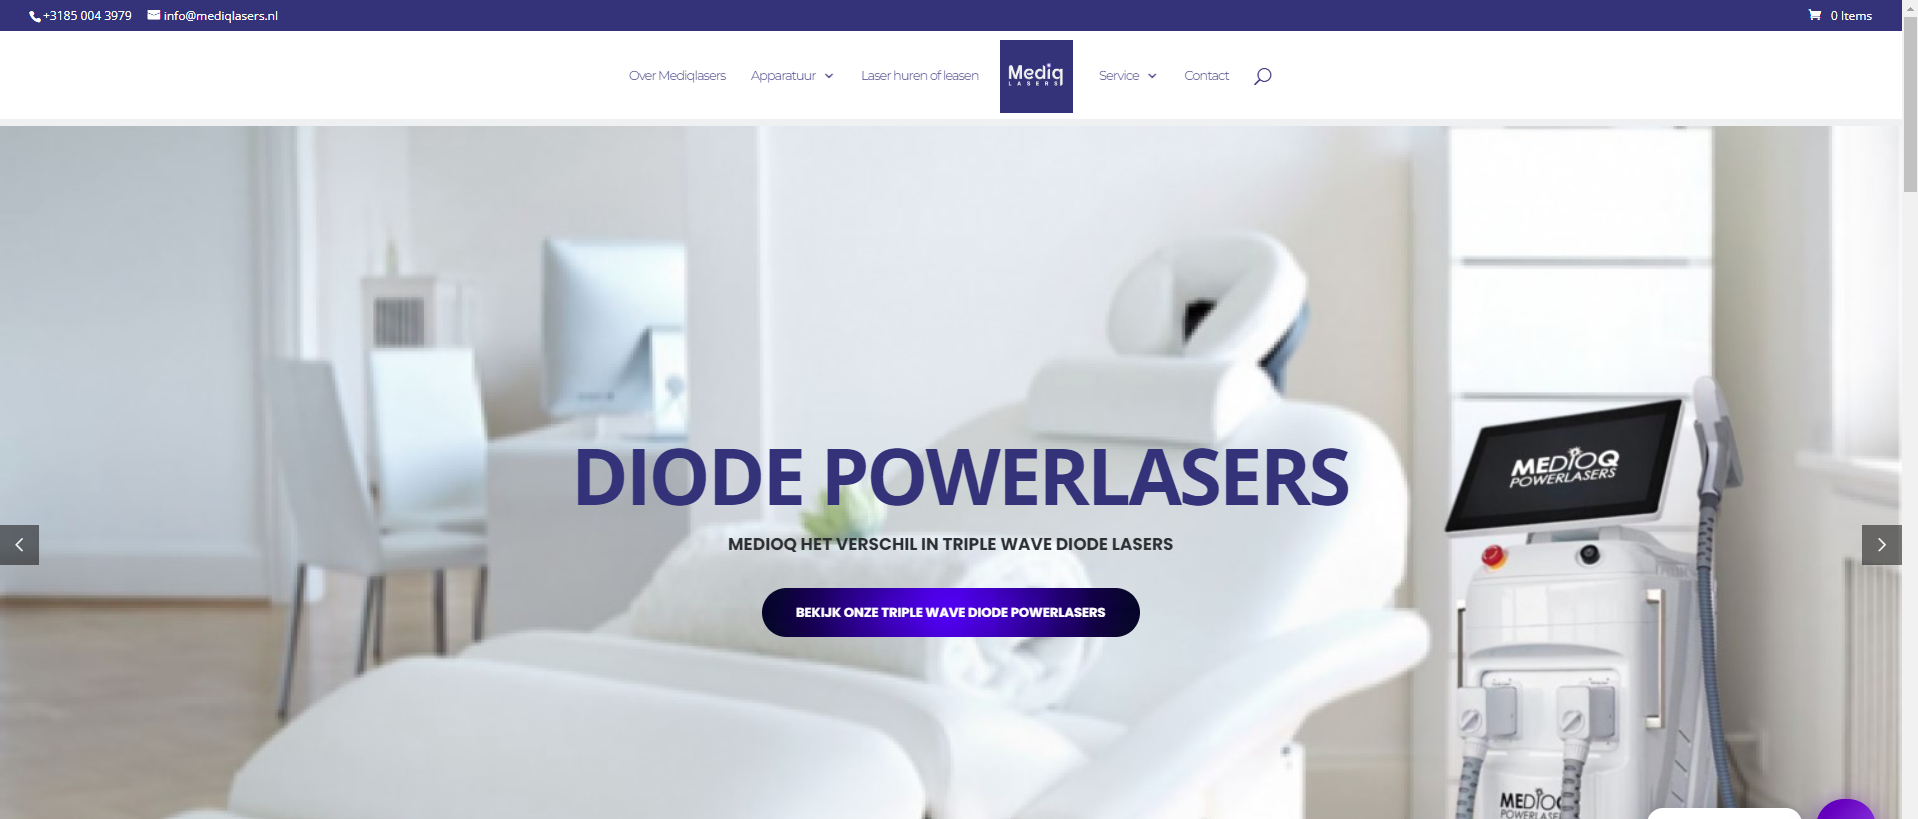 +3185 004 3979 info@mediqlasers.nl 0 Items
Over Mediqlasers Apparatuur Laser huren of leasen Mediq LASERS Service Contact
DIODE POWERLASERS
MEDIOQ HET VERSCHIL IN TRIPLE WAVE DIODE LASERS
BEKIJK ONZE TRIPLE WAVE DIODE POWERLASERS
MEDIOQ
POWERLASERS
MEDIOQ
POWERLASE